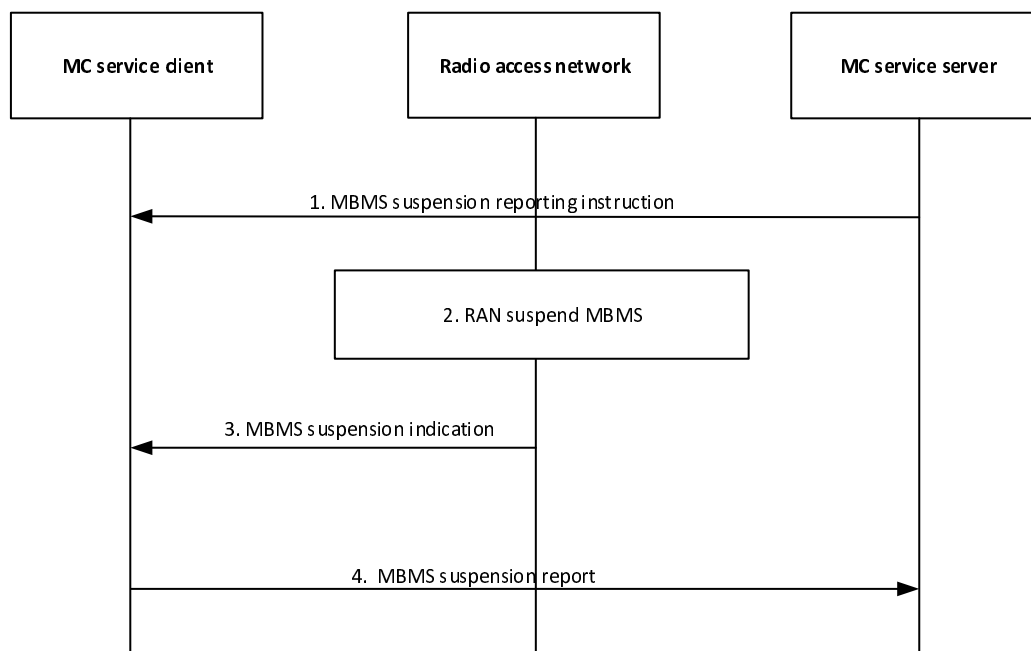 MC service client
Radio access network
MC service server
1. MBMS suspension reporting instruction
2. RAN suspend MBMS
3. MBMS suspension indication
4. MBMS suspension report